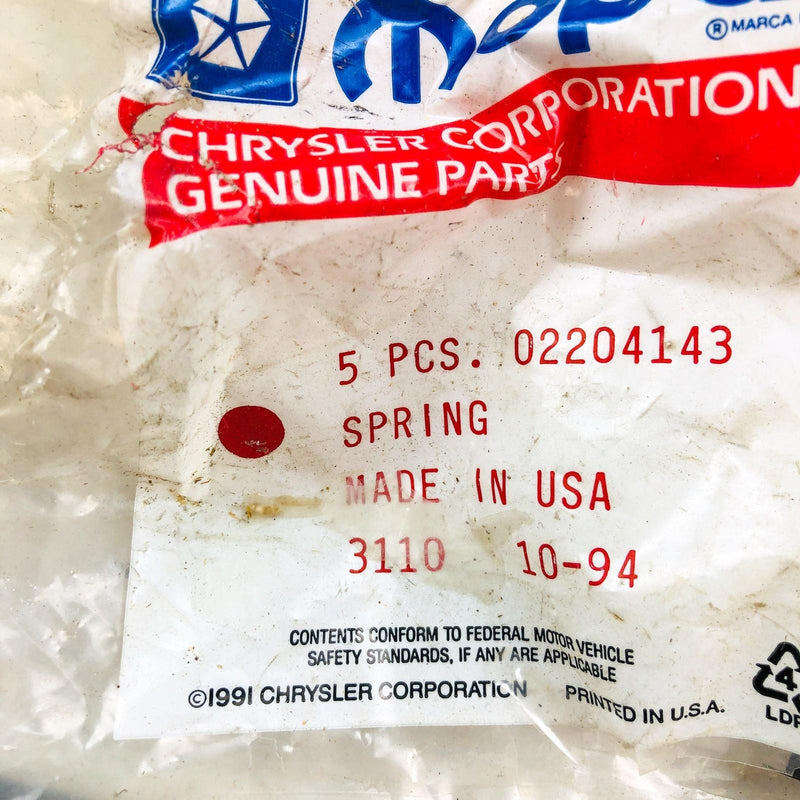 Mopar
® MARCA
CHRYSLER CORPORATION
GENUINE PARTS
5 PCS. 02204143
SPRING
MADE IN USA
3110 10-94
CONTENTS CONFORM TO FEDERAL MOTOR VEHICLE
SAFETY STANDARDS, IF ANY ARE APPLICABLE
©1991 CHRYSLER CORPORATION PRINTED IN U.S.A.
4